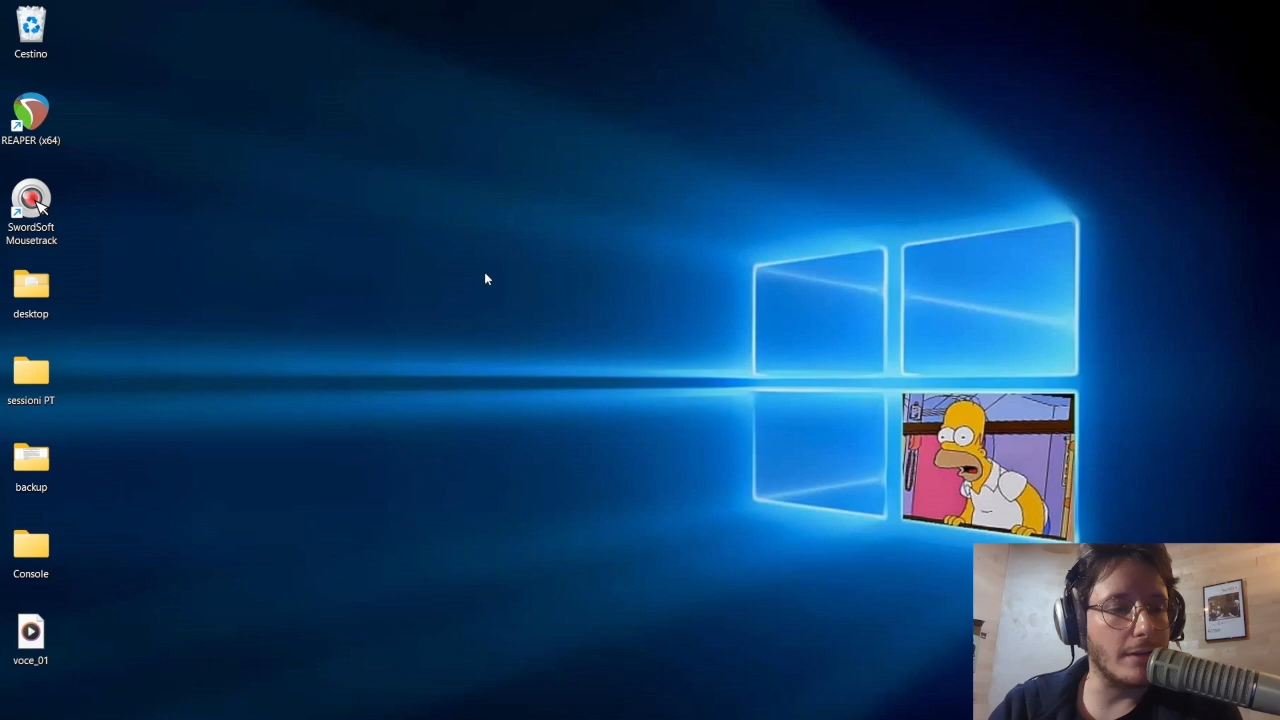 Cestino
REAPER (x64)
SwordSoft
Mousetrack
desktop
sessioni PT
backup
Console
voce_01